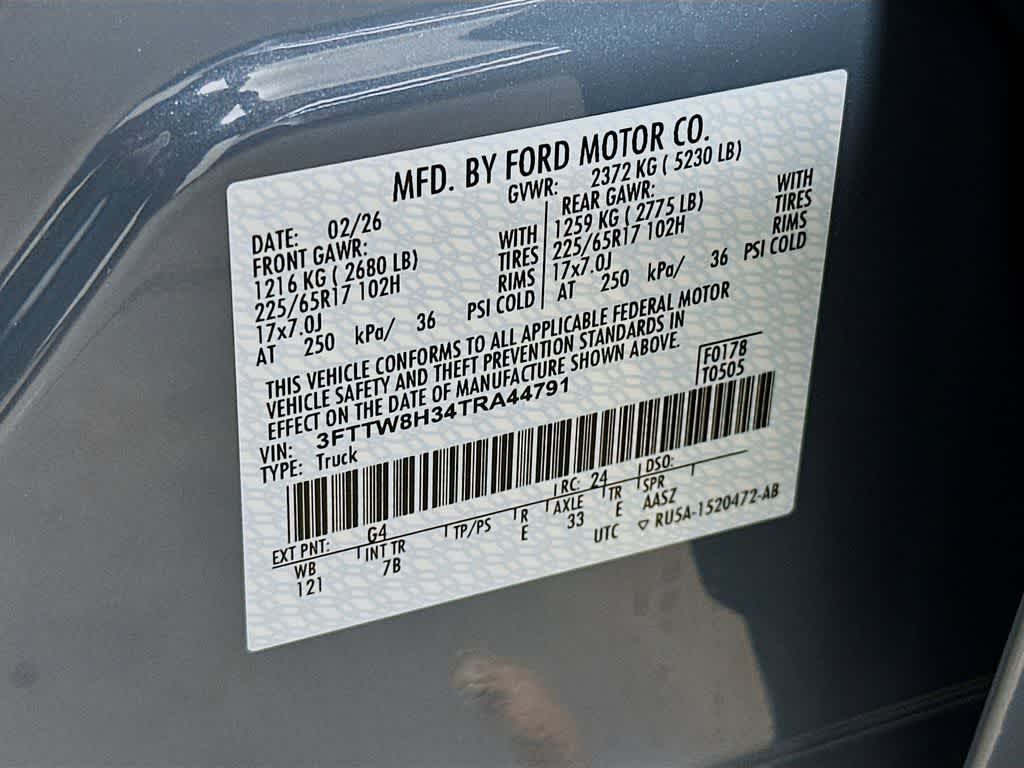 MFD. BY FORD MOTOR CO.
DATE: 02/26 GVWR: 2372 KG ( 5230 LB)
FRONT GAWR: REAR GAWR:
1216 KG ( 2680 LB) WITH 1259 KG ( 2775 LB) WITH
225/65R17 102H TIRES 225/65R17 102H TIRES
17x7.0J RIMS 17x7.0J RIMS
AT 250 kPa/ 36 PSI COLD AT 250 kPa/ 36 PSI COLD
THIS VEHICLE CONFORMS TO ALL APPLICABLE FEDERAL MOTOR
VEHICLE SAFETY AND THEFT PREVENTION STANDARDS IN
EFFECT ON THE DATE OF MANUFACTURE SHOWN ABOVE.
VIN: 3FTTW8H34TRA44791 F0178
TYPE: Truck T0505
EXT PNT: G4 RC: 24 DSO:
WB INT TR TP/PS R AXLE TR SPR
121 7B E 33 E AASZ
UTC ▽ RU5A-1520472-AB